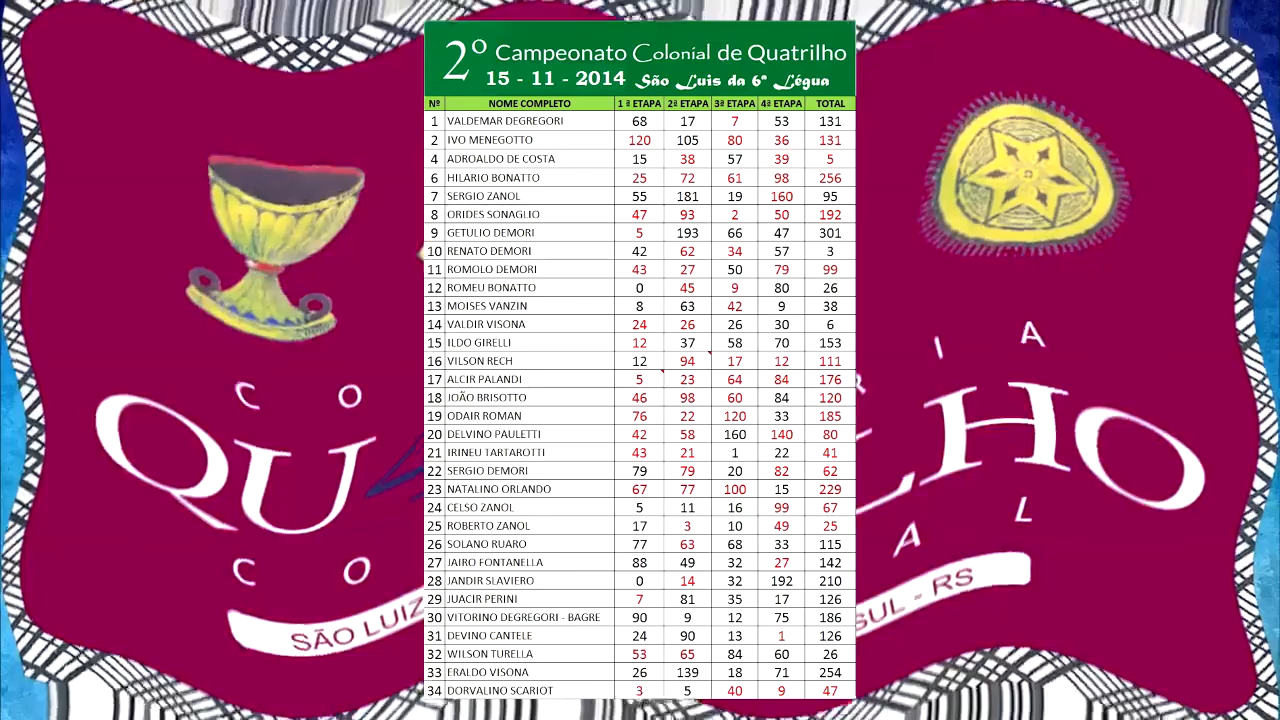 2º Campeonato Colonial de Quatrilho
15 - 11 - 2014 São Luis da 6ª Légua
Nº NOME COMPLETO 1 ª ETAPA 2ª ETAPA 3ª ETAPA 4ª ETAPA TOTAL
1 VALDEMAR DEGREGORI 68 17 7 53 131
2 IVO MENEGOTTO 120 105 80 36 131
4 ADROALDO DE COSTA 15 38 57 39 5
6 HILARIO BONATTO 25 72 61 98 256
7 SERGIO ZANOL 55 181 19 160 95
8 ORIDES SONAGLIO 47 93 2 50 192
9 GETULIO DEMORI 5 193 66 47 301
10 RENATO DEMORI 42 62 34 57 3
11 ROMOLO DEMORI 43 27 50 79 99
12 ROMEU BONATTO 0 45 9 80 26
13 MOISES VANZIN 8 63 42 9 38
14 VALDIR VISONA 24 26 26 30 6
15 ILDO GIRELLI 12 37 58 70 153
16 VILSON RECH 12 94 17 12 111
17 ALCIR PALANDI 5 23 64 84 176
18 JOÃO BRISOTTO 46 98 60 84 120
19 ODAIR ROMAN 76 22 120 33 185
20 DELVINO PAULETTI 42 58 160 140 80
21 IRINEU TARTAROTTI 43 21 1 22 41
22 SERGIO DEMORI 79 79 20 82 62
23 NATALINO ORLANDO 67 77 100 15 229
24 CELSO ZANOL 5 11 16 99 67
25 ROBERTO ZANOL 17 3 10 49 25
26 SOLANO RUARO 77 63 68 33 115
27 JAIRO FONTANELLA 88 49 32 27 142
28 JANDIR SLAVIERO 0 14 32 192 210
29 JUACIR PERINI 7 81 35 17 126
30 VITORINO DEGREGORI - BAGRE 90 9 12 75 186
31 DEVINO CANTELE 24 90 13 1 126
32 WILSON TURELLA 53 65 84 60 26
33 ERALDO VISONA 26 139 18 71 254
34 DORVALINO SCARIOT 3 5 40 9 47
C O
QU
C O
SÃO LUIZ
I A
LHO
A L
SUL - RS